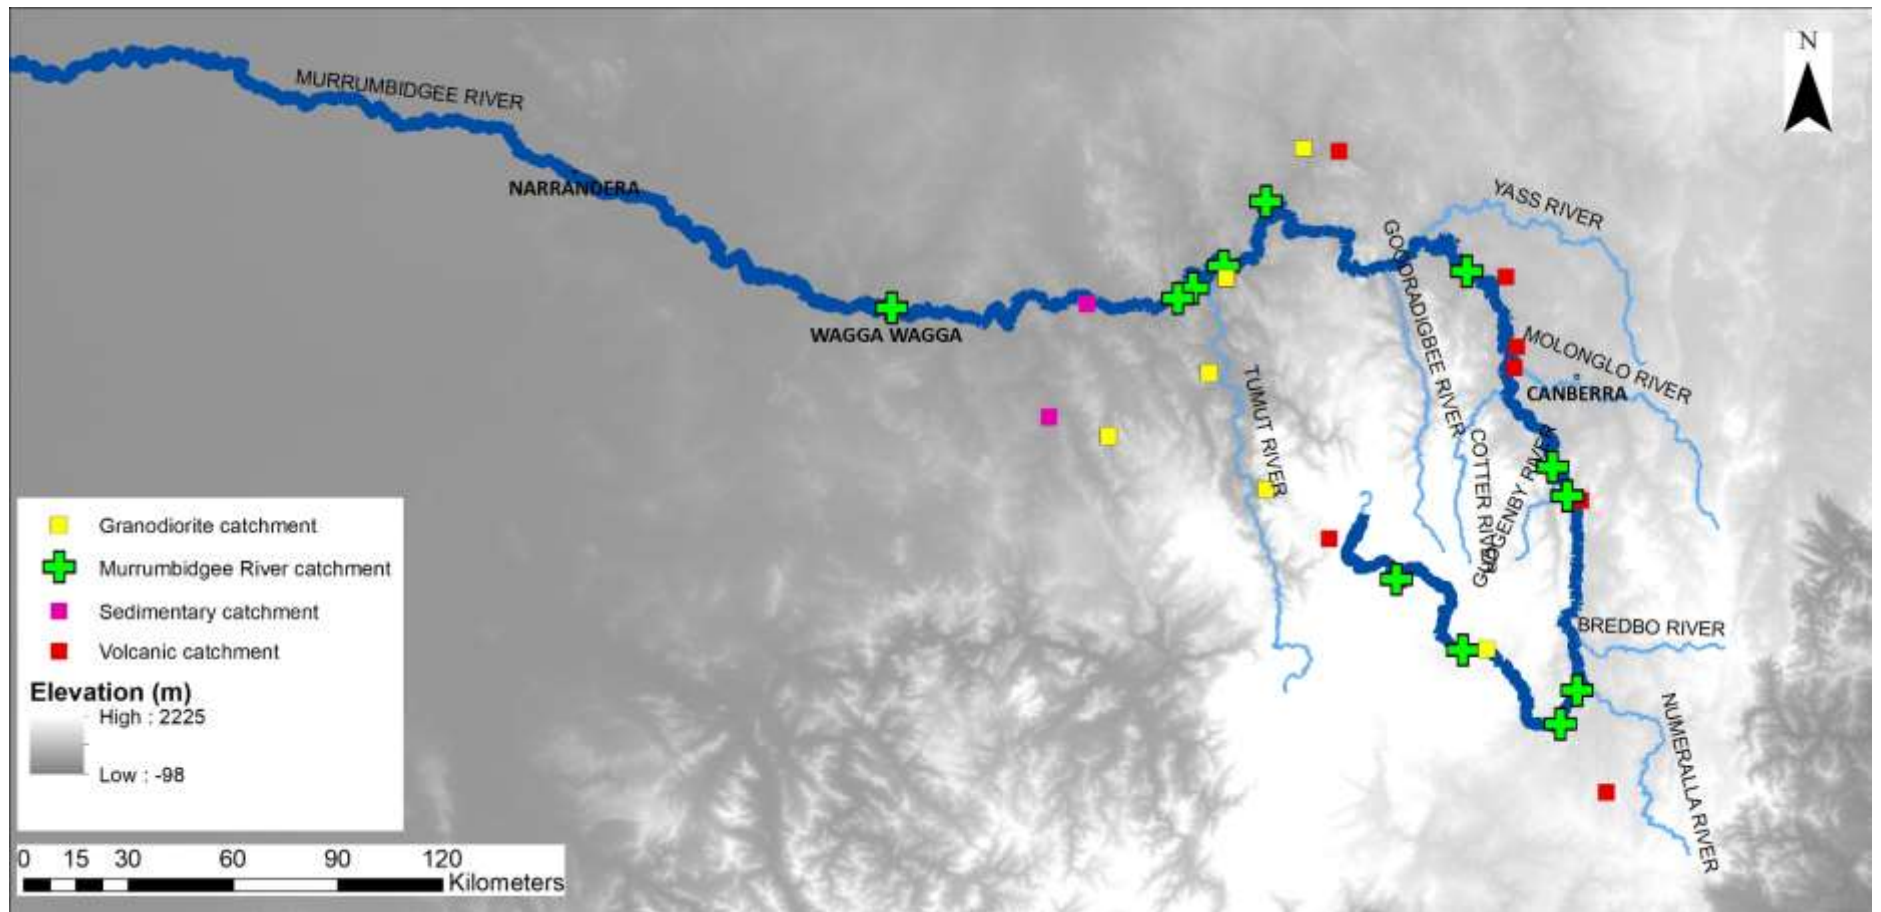 N
MURRUMBIDGEE RIVER
NARRANDERA
YASS RIVER
GOODRADIGBEE RIVER
WAGGA WAGGA
MOLONGLO RIVER
CANBERRA
TUMUT RIVER
COTTER RIVER
GUDGENBY RIVER
BREDBO RIVER
NUMERALLA RIVER
Granodiorite catchment
Murrumbidgee River catchment
Sedimentary catchment
Volcanic catchment
Elevation (m)
High : 2225
Low : -98
0 15 30 60 90 120
Kilometers